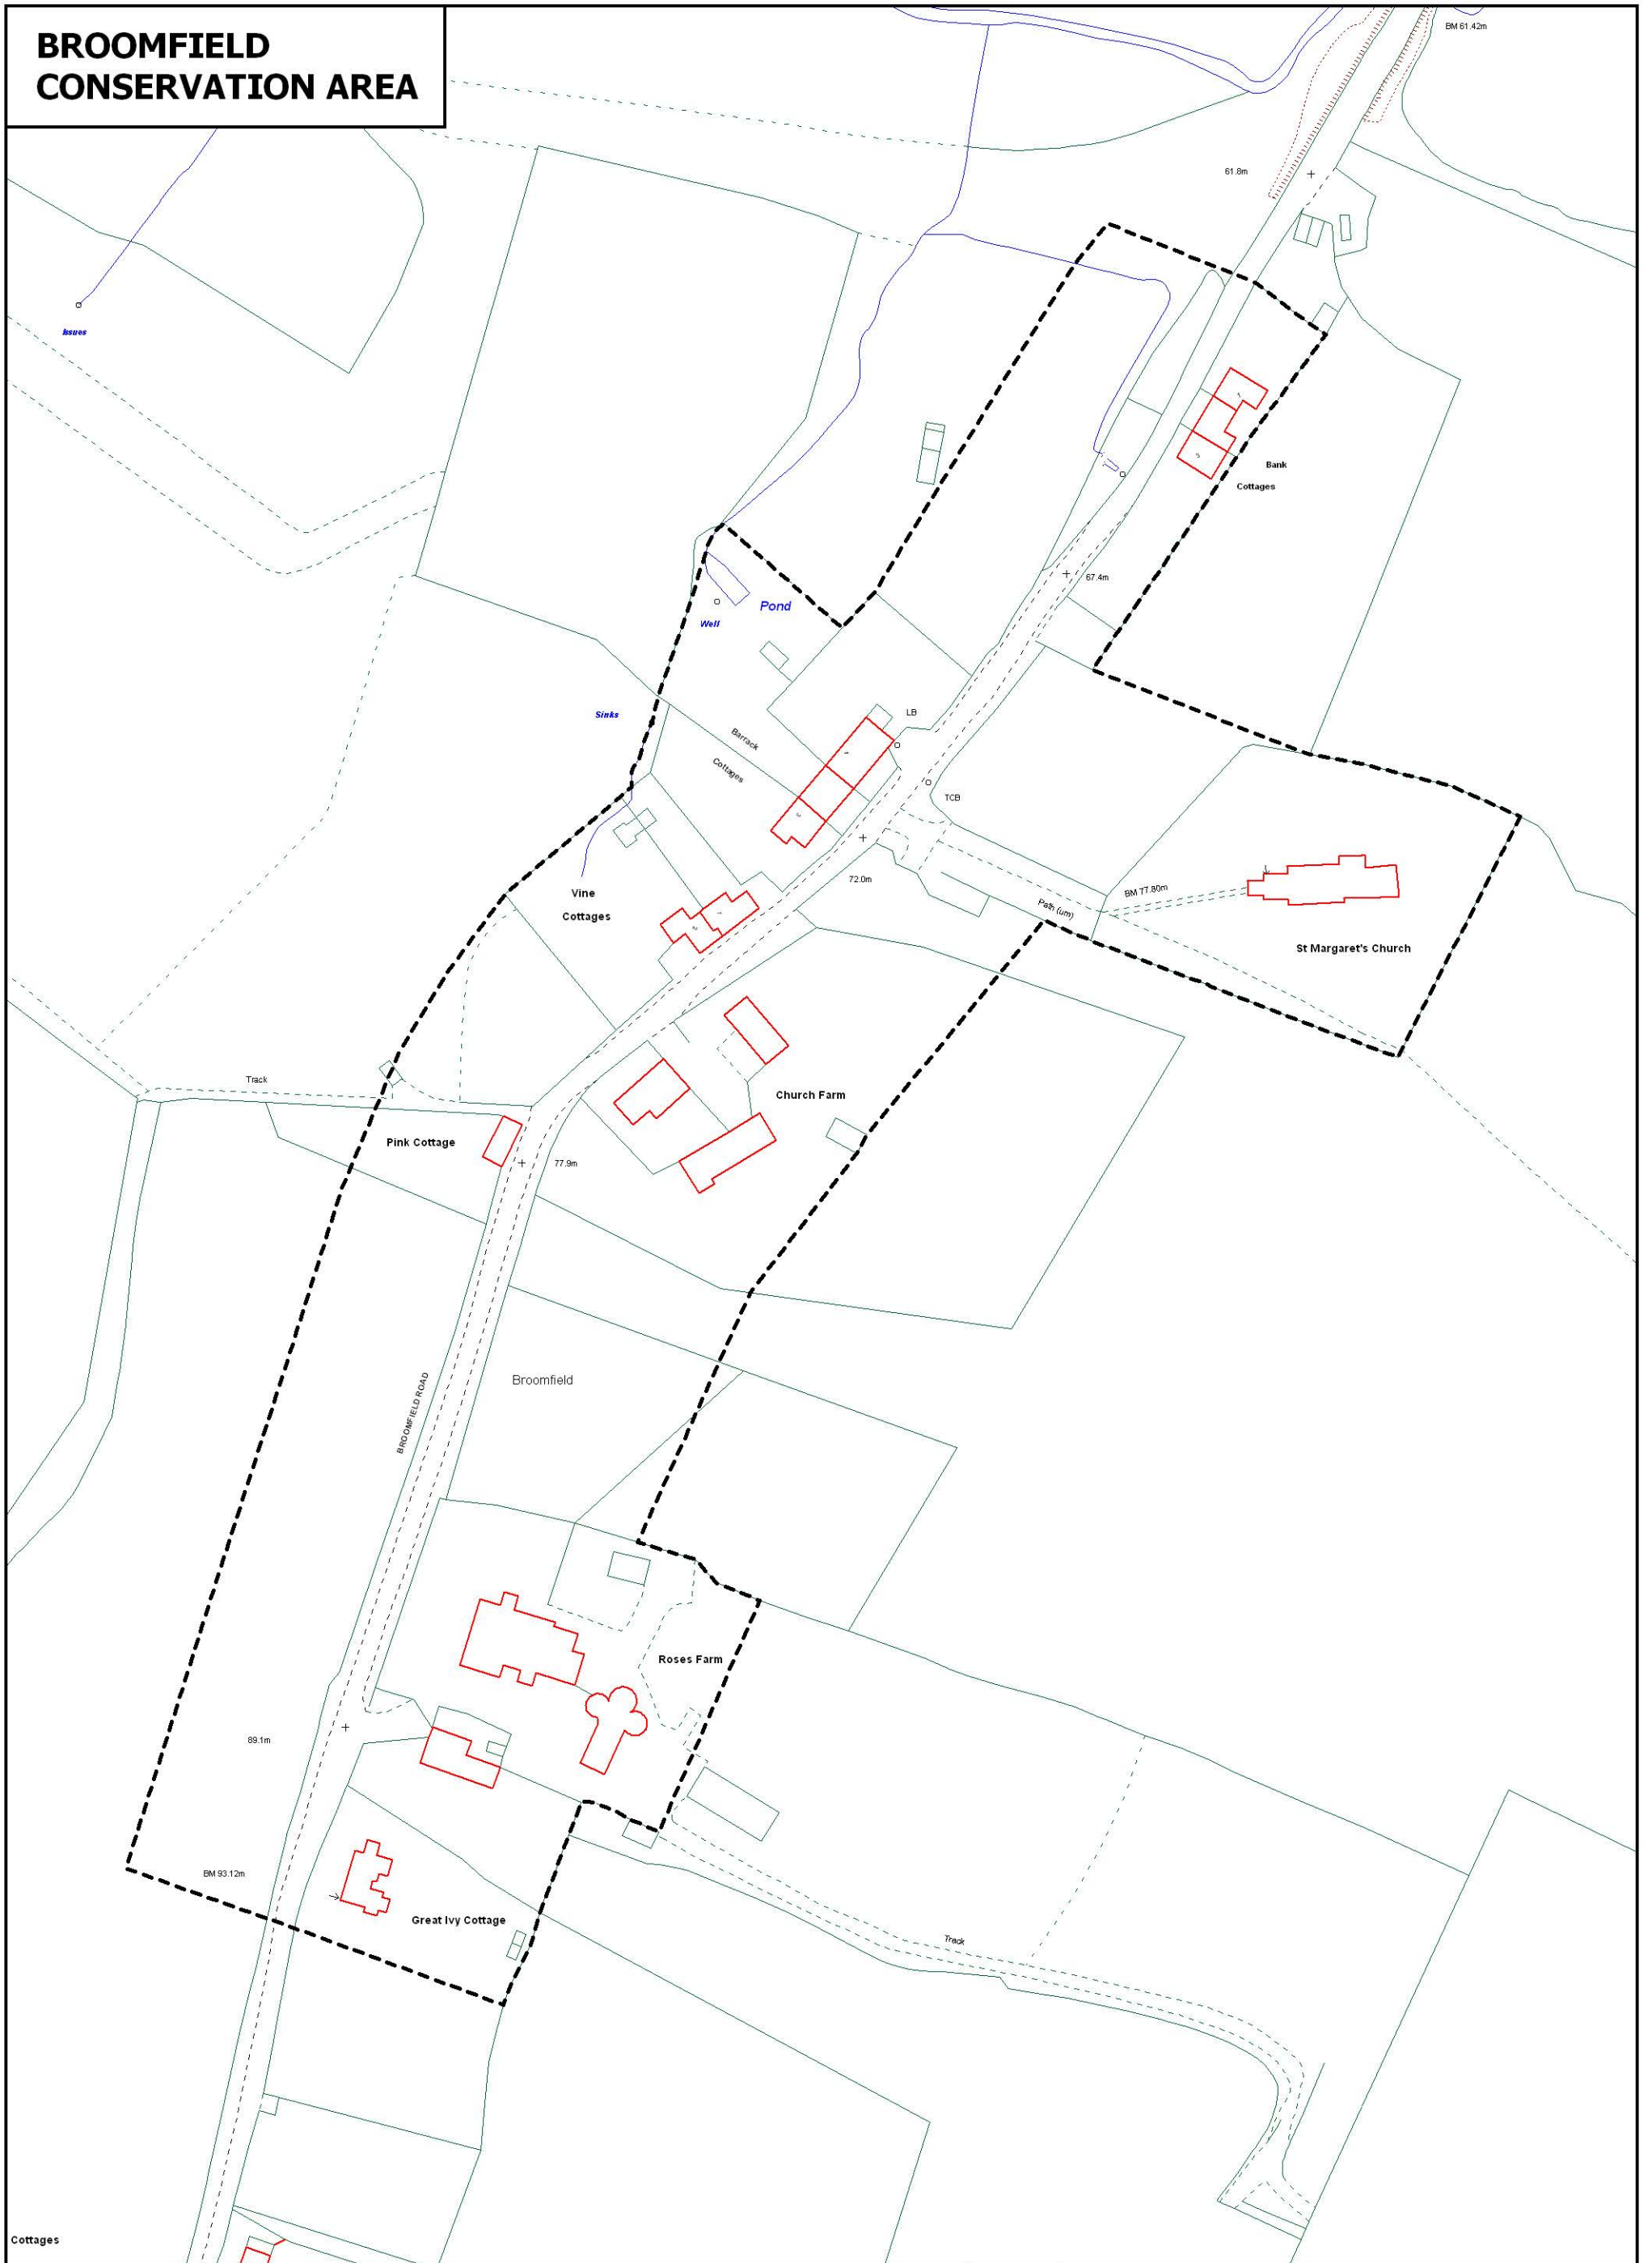 BROOMFIELD
CONSERVATION AREA
BM 61.42m
61.8m
Issues
Bank
Cottages
67.4m
Pond
Well
Sinks
LB
Barrack
Cottages
TCB
72.0m
BM 77.80m
Vine
Cottages
Path (um)
St Margaret's Church
Track
Church Farm
Pink Cottage
77.9m
Broomfield
BROOMFIELD ROAD
Roses Farm
89.1m
BM 93.12m
Great Ivy Cottage
Track
Cottages